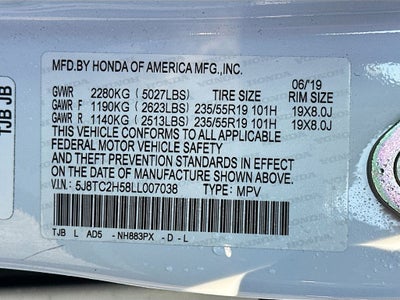 MFD.BY HONDA OF AMERICA MFG.,INC.
06/'19
GVWR 2280KG (5027LBS) TIRE SIZE RIM SIZE
GAWR F 1190KG (2623LBS) 235/55R19 101H 19X8.0J
GAWR R 1140KG (2513LBS) 235/55R19 101H 19X8.0J
THIS VEHICLE CONFORMS TO ALL APPLICABLE
FEDERAL MOTOR VEHICLE SAFETY
AND THEFT PREVENTION STANDARDS IN EFFECT
ON THE DATE OF MANUFACTURE SHOWN ABOVE.
V.I.N: 5J8TC2H58LL007038 TYPE: MPV
TJB L AD5 -NH883PX -D-L
TJB JB